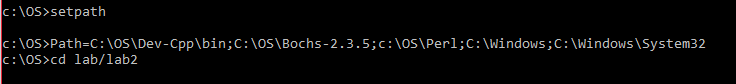 c:\OS>setpath
c:\OS>Path=C:\OS\Dev-Cpp\bin;C:\OS\Bochs-2.3.5;c:\OS\Perl;C:\Windows;C:\Windows\System32
c:\OS>cd lab/lab2